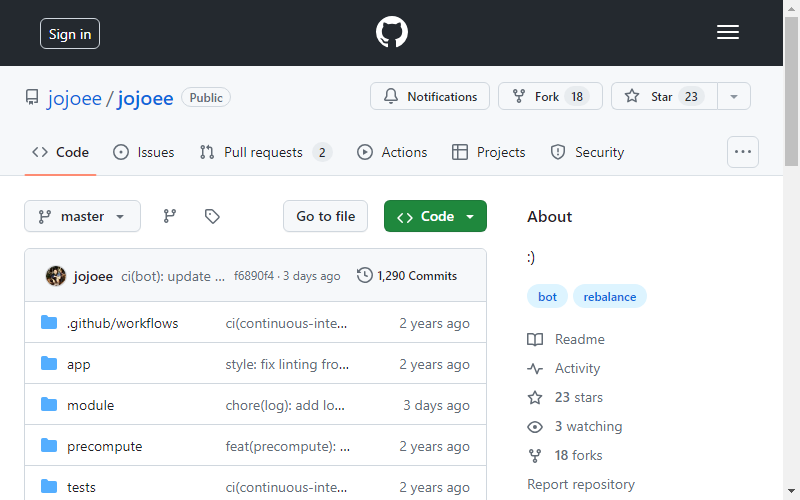 Sign in
jojoee / jojoee Public
Notifications
Fork 18
Star 23
Code
Issues
Pull requests 2
Actions
Projects
Security
master
Go to file
Code
jojoee ci(bot): update ... f6890f4 · 3 days ago 1,290 Commits
.github/workflows ci(continuous-inte... 2 years ago
app style: fix linting fro... 2 years ago
module chore(log): add lo... 3 days ago
precompute feat(precompute): ... 2 years ago
tests ci(continuous-inte... 2 years ago
About
:)
bot rebalance
Readme
Activity
23 stars
3 watching
18 forks
Report repository